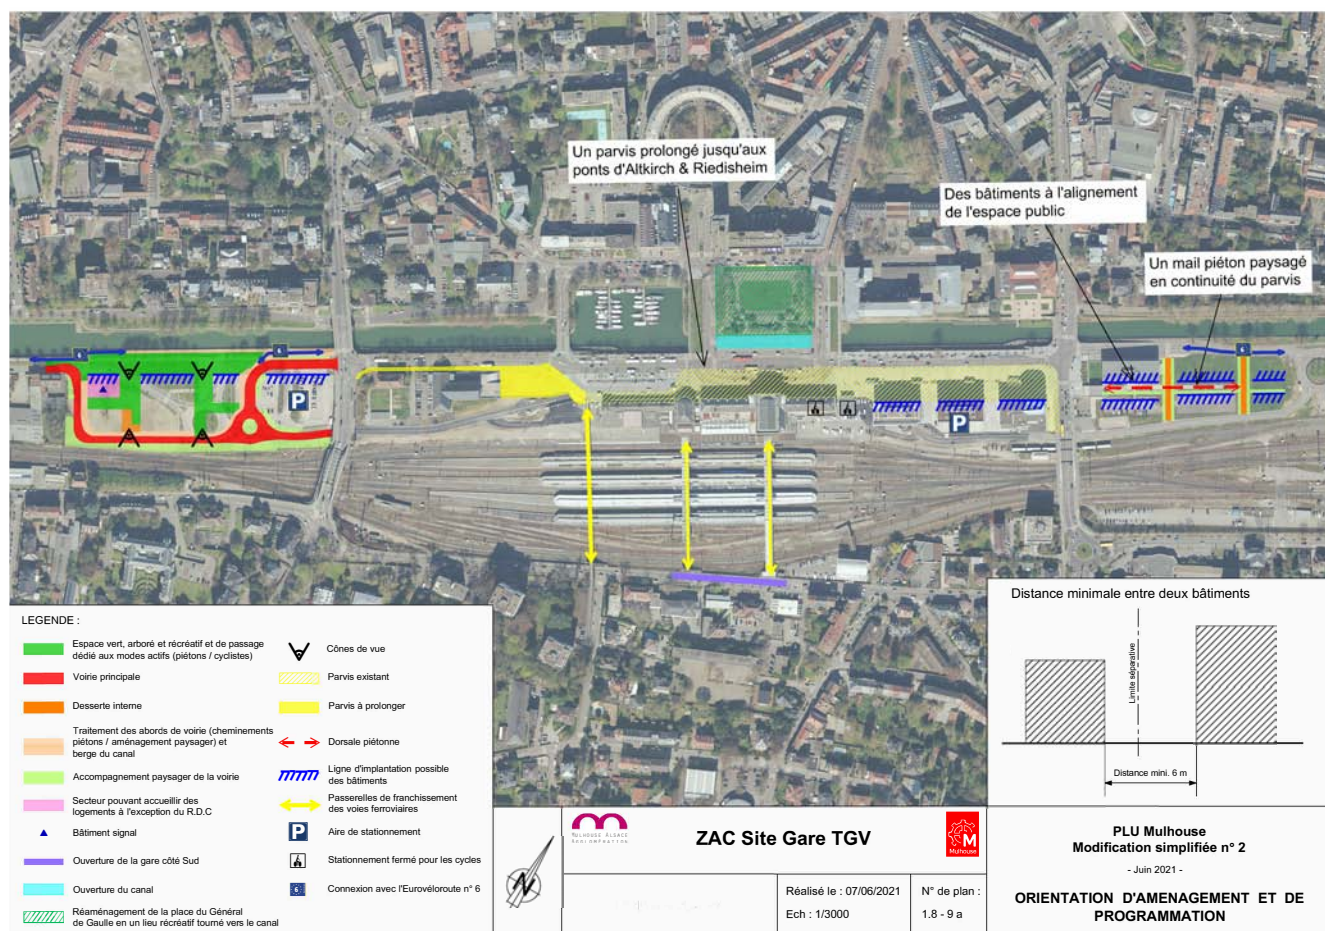 Un parvis prolongé jusqu'aux
ponts d'Altkirch & Riedisheim
Des bâtiments à l'alignement
de l'espace public
Un mail piéton paysagé
en continuité du parvis
P
P
LEGENDE :
Espace vert, arboré et récréatif et de passage
dédié aux modes actifs (piétons / cyclistes)
Voirie principale
Desserte interne
Traitement des abords de voirie (cheminements
piétons / aménagement paysager) et
berge du canal
Accompagnement paysager de la voirie
Secteur pouvant accueillir des
logements à l'exception du R.D.C
Bâtiment signal
Ouverture de la gare côté Sud
Ouverture du canal
Réaménagement de la place du Général
de Gaulle en un lieu récréatif tourné vers le canal
Cônes de vue
Parvis existant
Parvis à prolonger
Dorsale piétonne
Ligne d'implantation possible
des bâtiments
Passerelles de franchissement
des voies ferroviaires
P
Aire de stationnement
Stationnement fermé pour les cycles
6
Connexion avec l'Eurovéloroute n° 6
Distance minimale entre deux bâtiments
Limite séparative
Distance mini. 6 m
N
MULHOUSE ALSACE
AGGLOMÉRATION
ZAC Site Gare TGV
M
Mulhouse
Réalisé le : 07/06/2021
Ech : 1/3000
N° de plan :
1.8 - 9 a
PLU Mulhouse
Modification simplifiée n° 2
- Juin 2021 -
ORIENTATION D'AMENAGEMENT ET DE
PROGRAMMATION